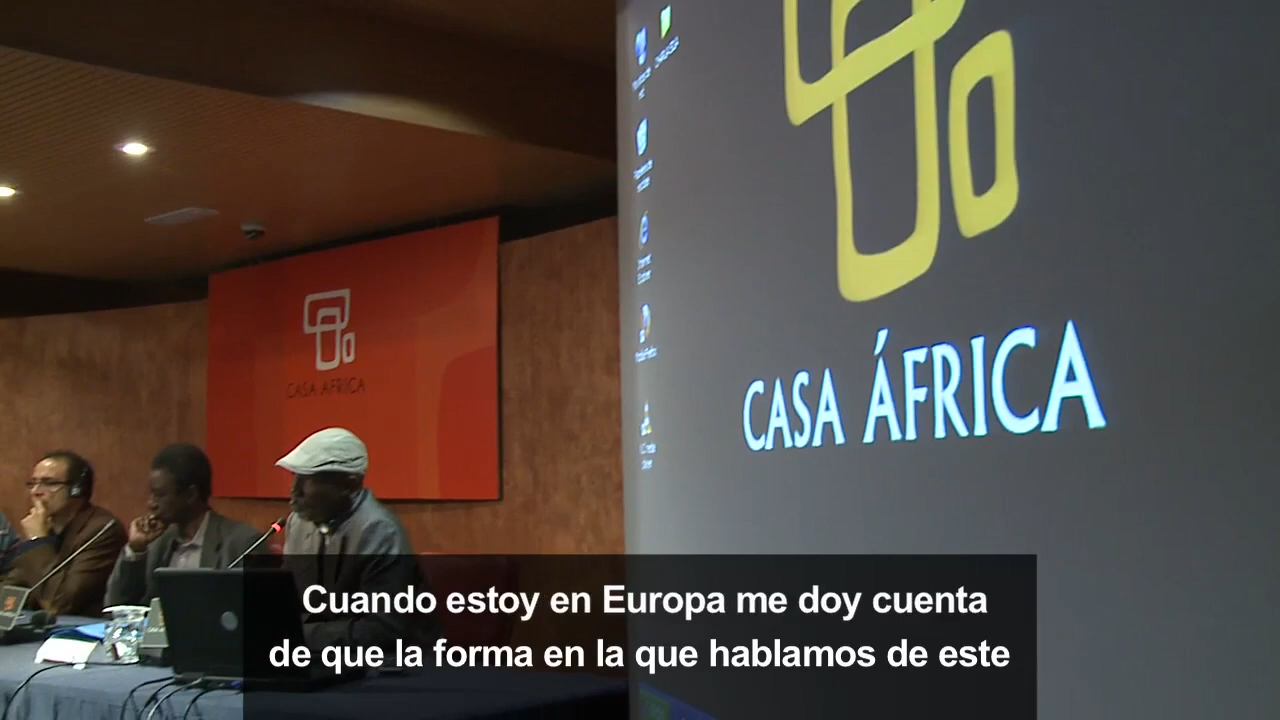 CASA ÁFRICA
CASA ÁFRICA
Cuando estoy en Europa me doy cuenta
de que la forma en la que hablamos de este